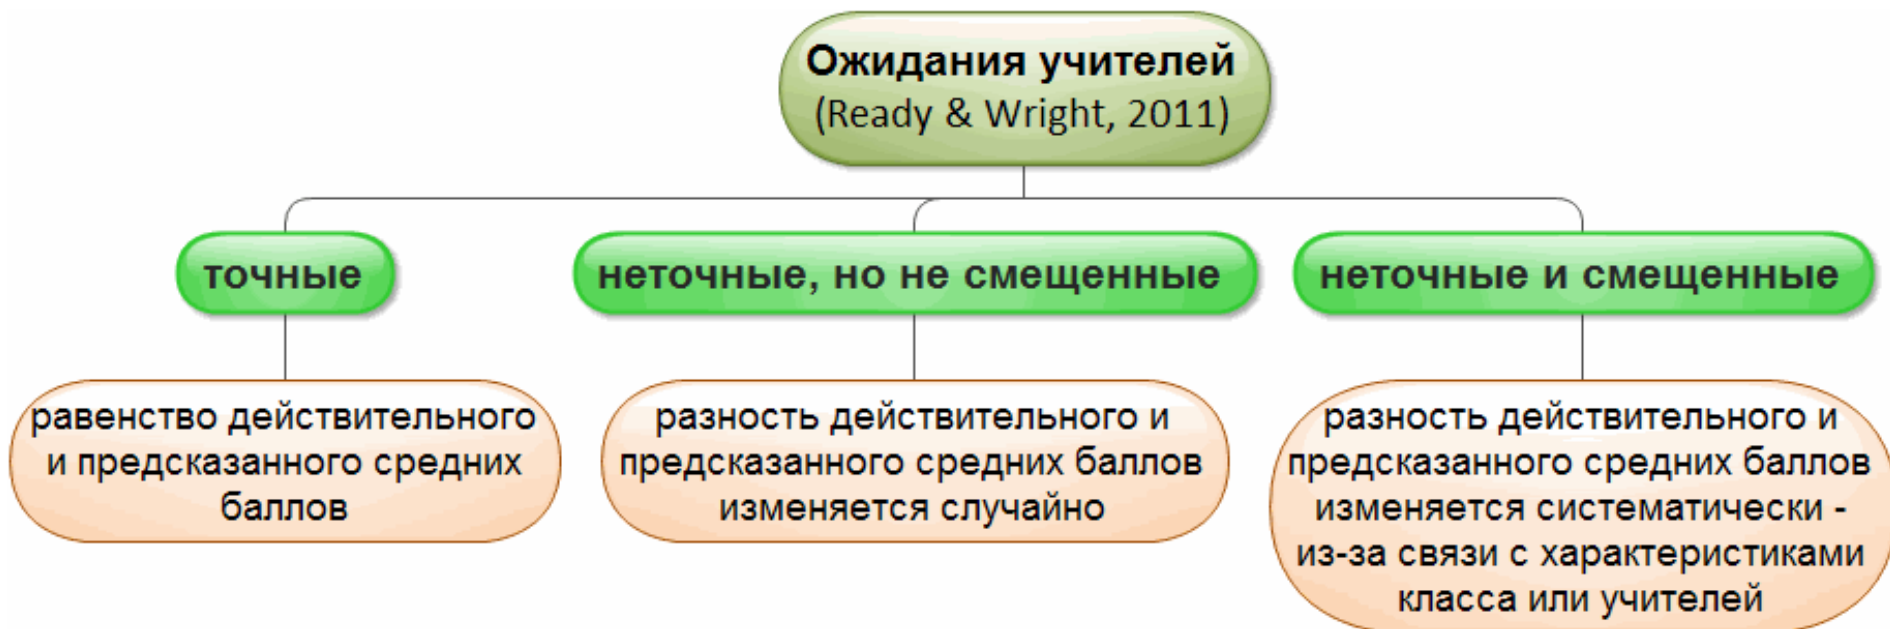 Ожидания учителей
(Ready & Wright, 2011)
точные
неточные, но не смещенные
неточные и смещенные
равенство действительного
и предсказанного средних
баллов
разность действительного и
предсказанного средних баллов
изменяется случайно
разность действительного и
предсказанного средних баллов
изменяется систематически -
из-за связи с характеристиками
класса или учителей